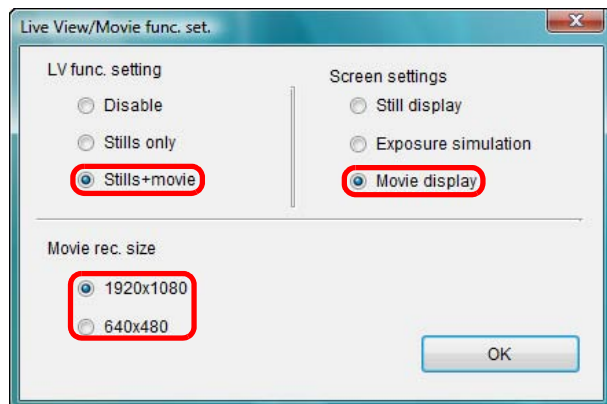 Live View/Movie func. set.
LV func. setting
Disable
Stills only
Stills+movie
Screen settings
Still display
Exposure simulation
Movie display
Movie rec. size
1920x1080
640x480
OK